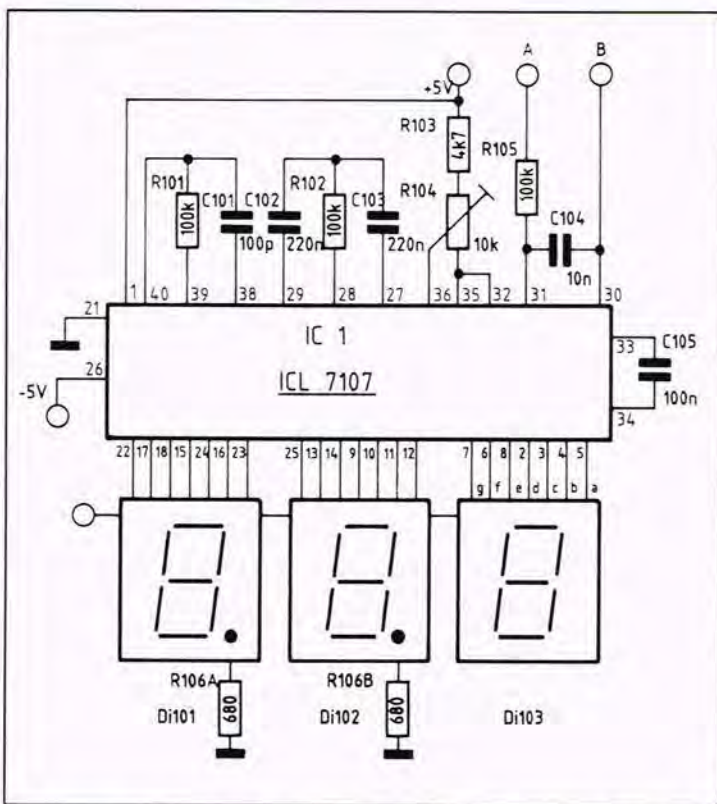 A B
+5V
R103
4k7
R105
100k
R101
100k
C101
100p
C102
220n
R102
100k
C103
220n
R104
10k
C104
10n
1 40 39 38 29 28 27 36 35 32 31 30
21
26
-5V
IC 1
ICL 7107
33
34
C105
100n
22 17 18 15 24 16 23 25 13 14 9 10 11 12 7 6 8 2 3 4 5
g f e d c b a
R106A
680
Di101
R106B
680
Di102
Di103